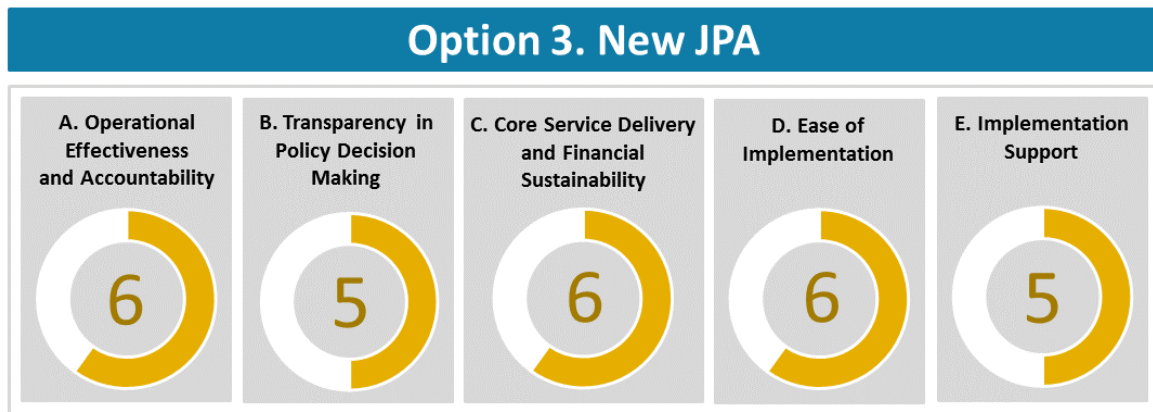 Option 3. New JPA
A. Operational
Effectiveness
and Accountability
6
B. Transparency in
Policy Decision
Making
5
C. Core Service Delivery
and Financial
Sustainability
6
D. Ease of
Implementation
6
E. Implementation
Support
5